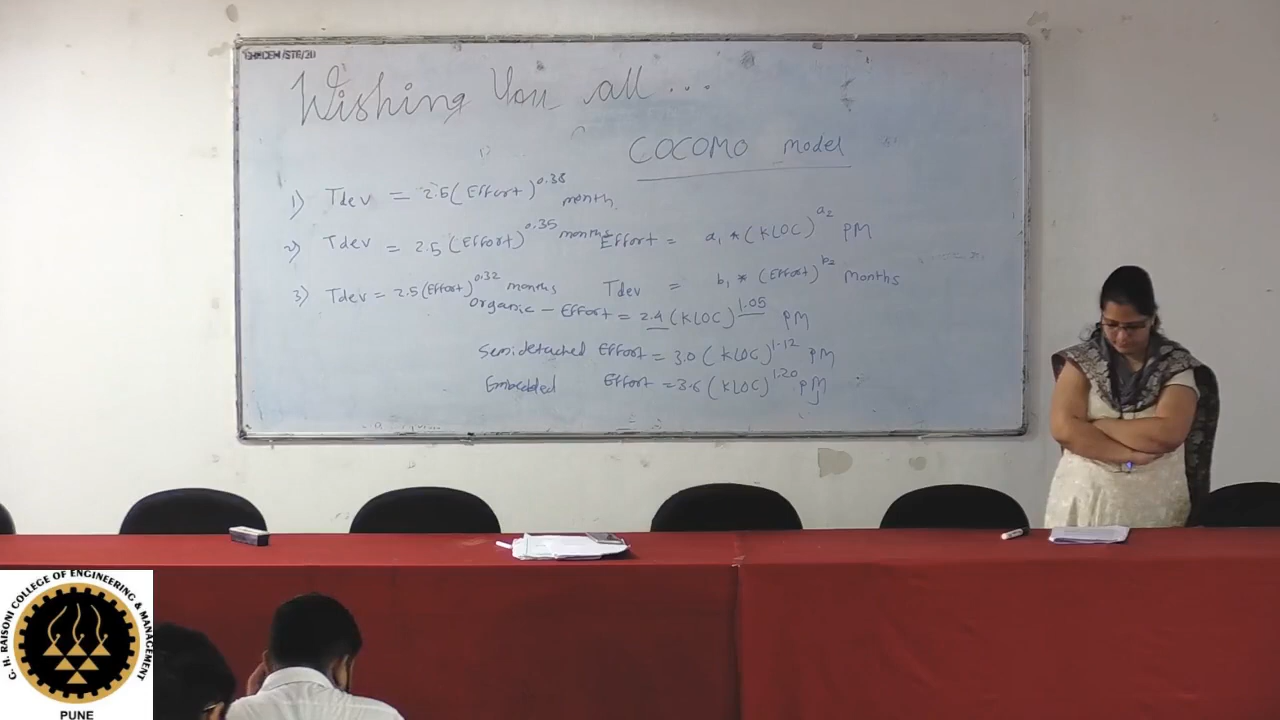 GHRCEM/STE/20
Wishing You all ...
COCOMO model
1) Tdev = 2.5(Effort)^0.38 month.
2) Tdev = 2.5 (Effort)^0.35 months
Effort = a₁ * (KLOC)^a₂ PM
3) Tdev = 2.5(Effort)^0.32 months
Tdev = b₁ * (Effort)^b₂ Months
Organic - Effort = 2.4 (KLOC)^1.05 PM
Semidetached Effort = 3.0 (KLOC)^1.12 PM
Embedded Effort = 3.6 (KLOC)^1.20 PM
G. H. RAISONI COLLEGE OF ENGINEERING & MANAGEMENT
PUNE